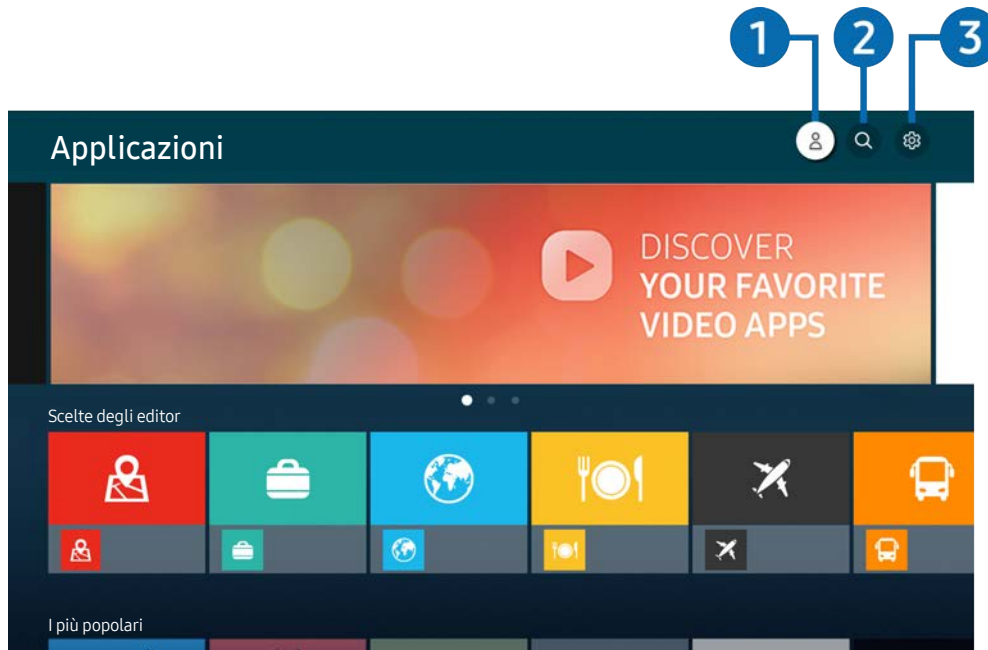 1 2 3
Applicazioni
DISCOVER
YOUR FAVORITE
VIDEO APPS
Scelte degli editor
I più popolari